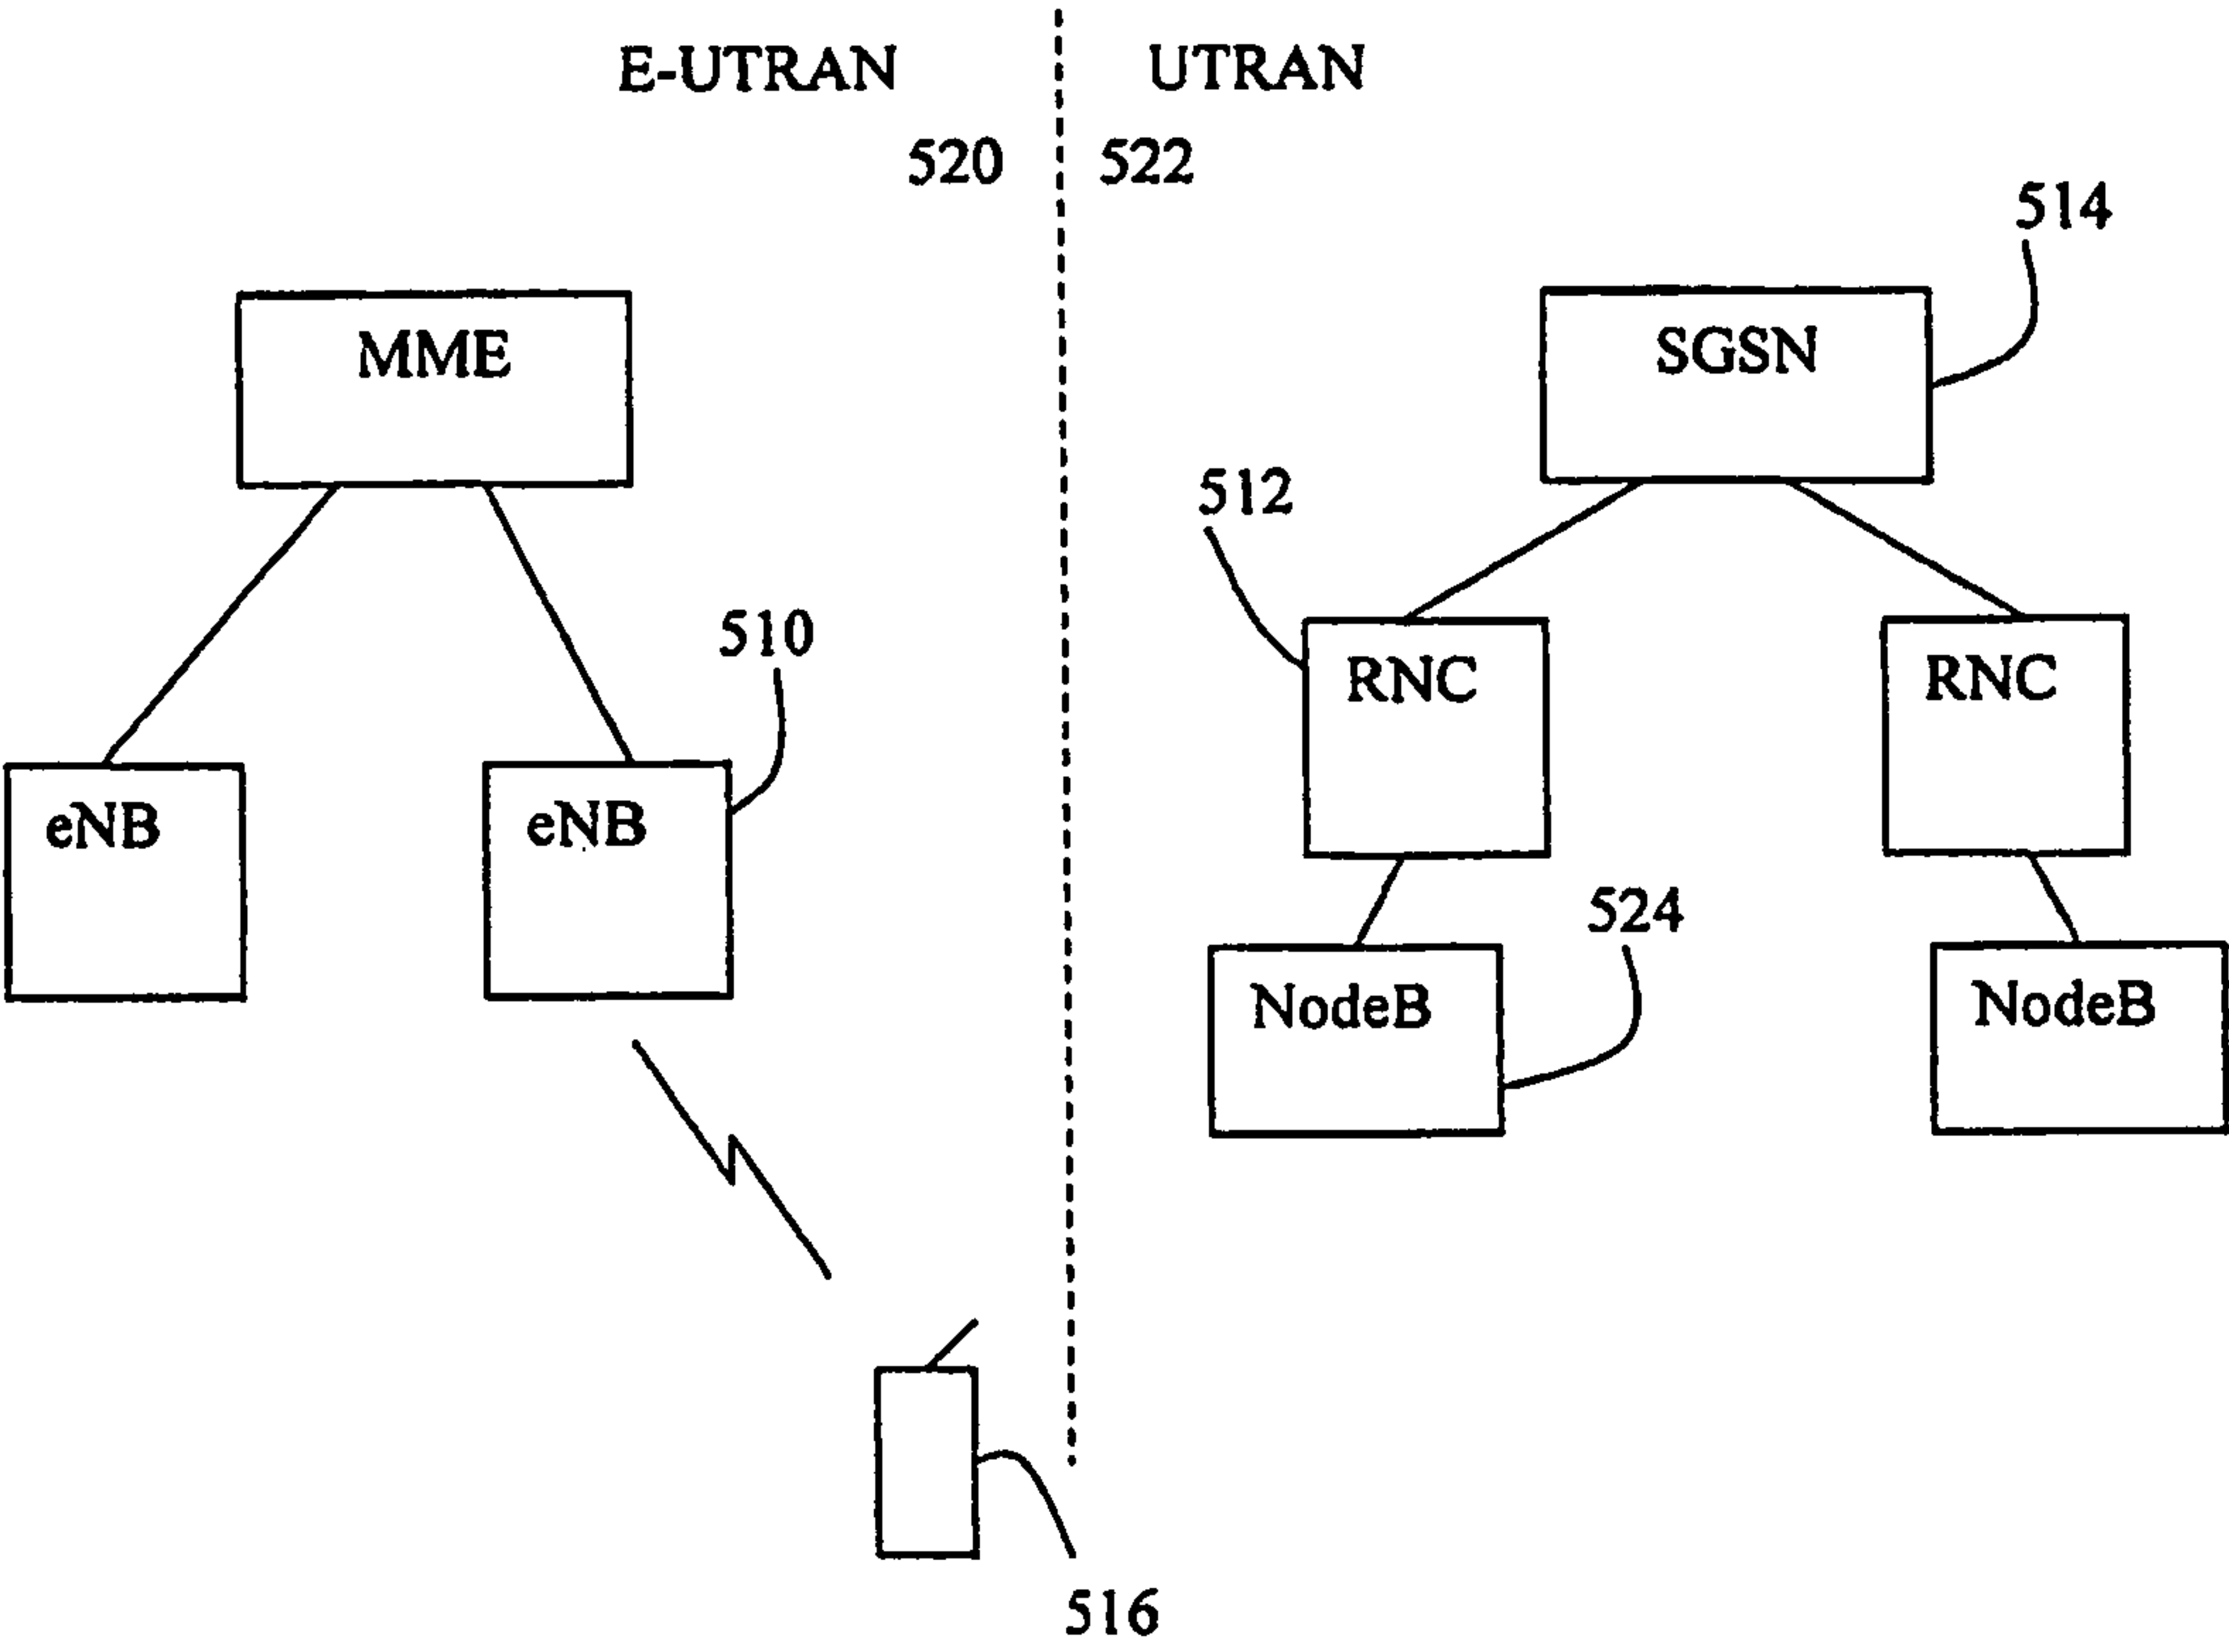 E-UTRAN
UTRAN
520
522
514
MME
SGSN
512
510
RNC
RNC
eNB
eNB
524
NodeB
NodeB
516